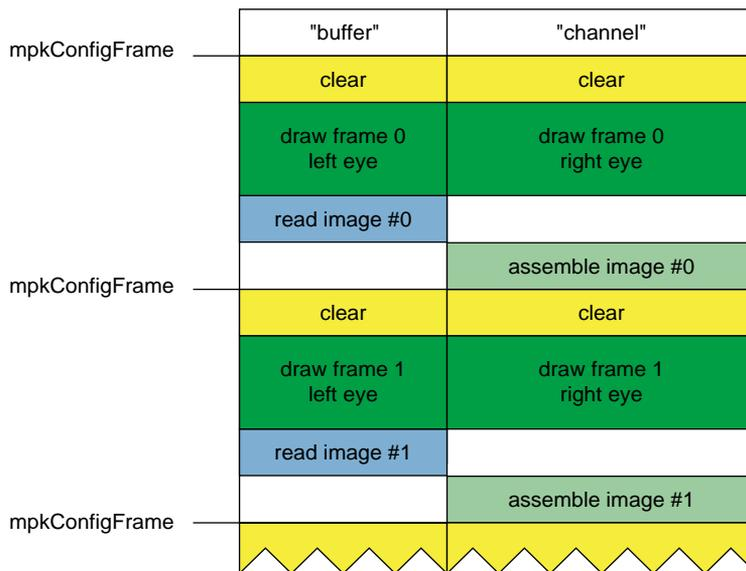 "buffer" "channel"
mpkConfigFrame
clear clear
draw frame 0 draw frame 0
left eye right eye
read image #0
assemble image #0
mpkConfigFrame
clear clear
draw frame 1 draw frame 1
left eye right eye
read image #1
assemble image #1
mpkConfigFrame